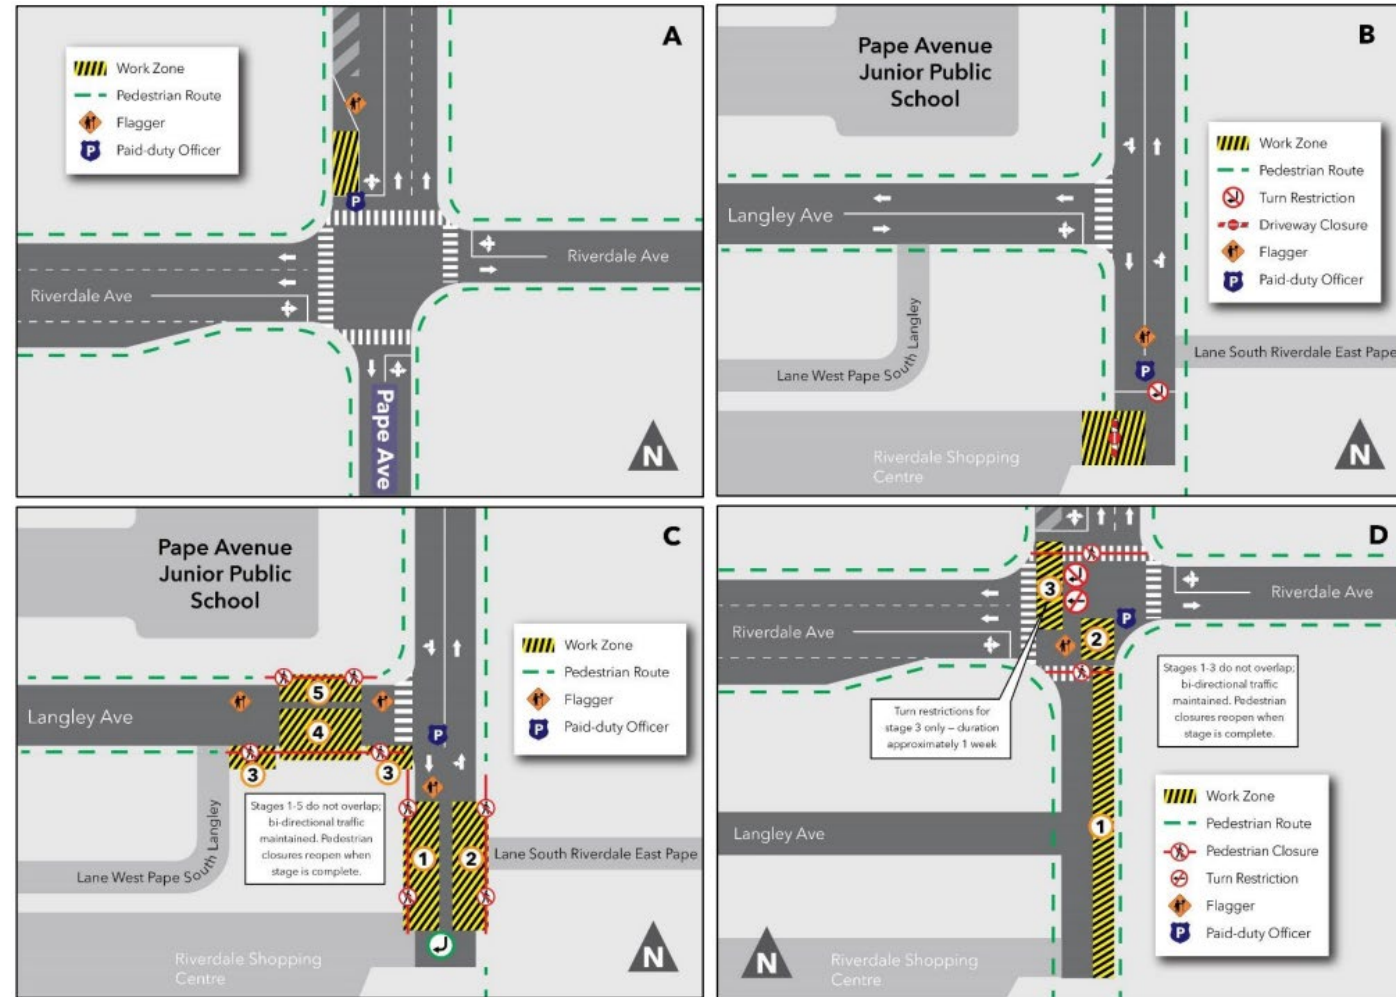 A
Work Zone
Pedestrian Route
Flagger
P Paid-duty Officer
P
Riverdale Ave
Riverdale Ave
Pape Ave
N
B
Pape Avenue
Junior Public
School
Work Zone
Pedestrian Route
Turn Restriction
Driveway Closure
Flagger
P Paid-duty Officer
Langley Ave
Lane West Pape South Langley
Lane South Riverdale East Pape
P
Riverdale Shopping
Centre
N
C
Pape Avenue
Junior Public
School
Work Zone
Pedestrian Route
Flagger
P Paid-duty Officer
5
Langley Ave
4
P
3
3
Stages 1-5 do not overlap;
bi-directional traffic
maintained. Pedestrian
closures reopen when
stage is complete.
1
2
Lane South Riverdale East Pape
Lane West Pape South Langley
Riverdale Shopping
Centre
N
D
3
Riverdale Ave
P
2
Riverdale Ave
Turn restrictions for
stage 3 only – duration
approximately 1 week
Stages 1-3 do not overlap;
bi-directional traffic
maintained. Pedestrian
closures reopen when
stage is complete.
Work Zone
Pedestrian Route
Pedestrian Closure
Turn Restriction
Flagger
P Paid-duty Officer
1
Langley Ave
N
Riverdale Shopping
Centre